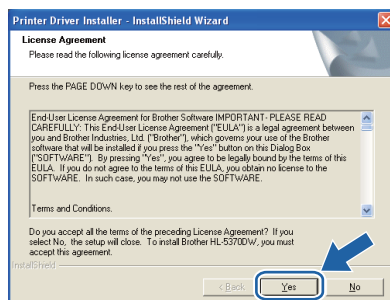 Printer Driver Installer - InstallShield Wizard
License Agreement
Please read the following license agreement carefully.
Press the PAGE DOWN key to see the rest of the agreement.
End-User License Agreement for Brother Software IMPORTANT- PLEASE READ
CAREFULLY: This End-User License Agreement ("EULA") is a legal agreement between
you and Brother Industries, Ltd. ("Brother"), which governs your use of the Brother
software that will be installed if you press the "Yes" button on this Dialog Box
("SOFTWARE"). By pressing "Yes", you agree to be legally bound by the terms of this
EULA. If you do not agree to the terms of this EULA, you obtain no license to the
SOFTWARE. In such case, you may not use the SOFTWARE.
Terms and Conditions.
Do you accept all the terms of the preceding License Agreement? If you
select No, the setup will close. To install Brother HL-5370DW, you must
accept this agreement.
InstallShield
< Back Yes No